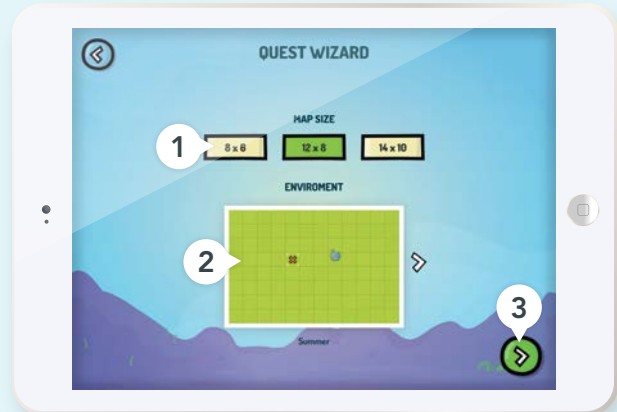 QUEST WIZARD
MAP SIZE
1
8 x 6
12 x 8
14 x 10
ENVIROMENT
2
3
Summer